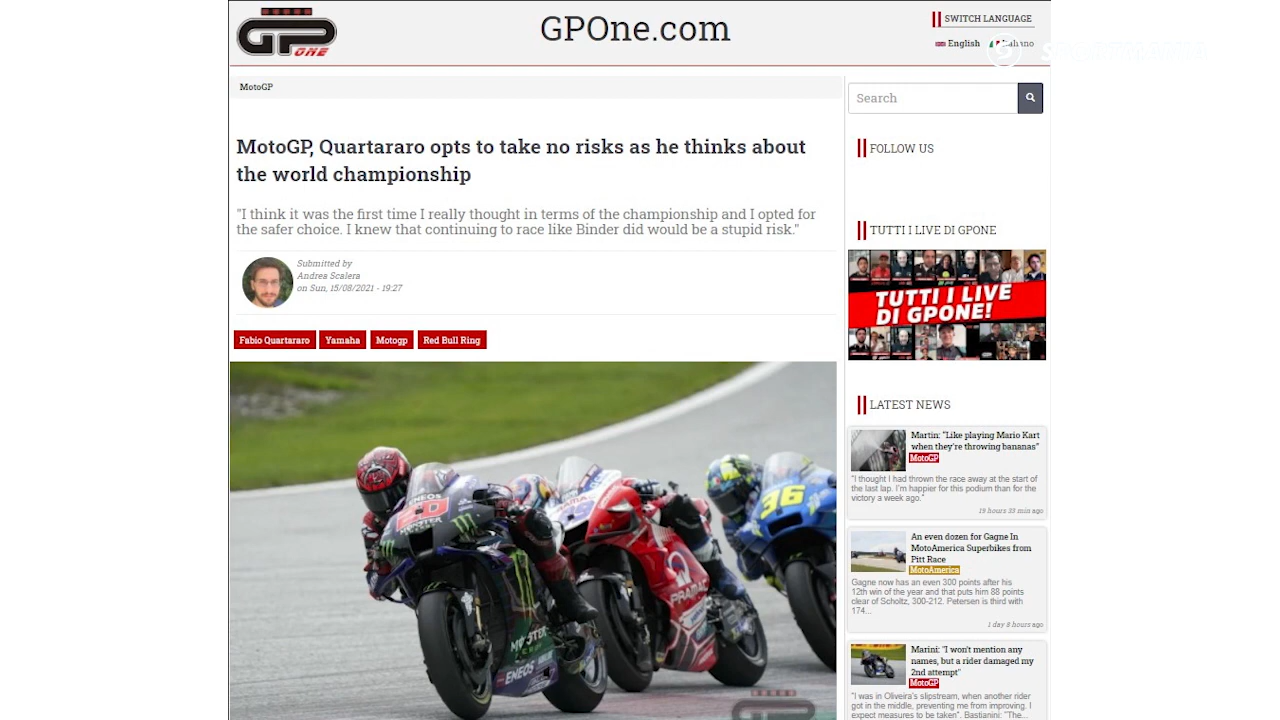 GP ONE
GPOne.com
SWITCH LANGUAGE
English
MotoGP
Search
MotoGP, Quartararo opts to take no risks as he thinks about
the world championship
"I think it was the first time I really thought in terms of the championship and I opted for
the safer choice. I knew that continuing to race like Binder did would be a stupid risk."
Submitted by
Andrea Scalera
on Sun, 15/08/2021 - 19:27
Fabio Quartararo
Yamaha
Motogp
Red Bull Ring
ENEOS
20
MONSTER
MONSTER
ENEOS
PRAMAC
36
FOLLOW US
TUTTI I LIVE DI GPONE
TUTTI I LIVE
DI GPONE!
LATEST NEWS
Martin: "Like playing Mario Kart
when they're throwing bananas"
MotoGP
"I thought I had thrown the race away at the start of
the last lap. I'm happier for this podium than for the
victory a week ago."
19 hours 33 min ago
An even dozen for Gagne In
MotoAmerica Superbikes from
Pitt Race
MotoAmerica
Gagne now has an even 300 points after his
12th win of the year and that puts him 88 points
clear of Scholtz, 300-212. Petersen is third with
174...
1 day 8 hours ago
Marini: "I won't mention any
names, but a rider damaged my
2nd attempt"
MotoGP
"I was in Oliveira's slipstream, when another rider
got in the middle, preventing me from improving. I
expect measures to be taken". Bastianini: "The...